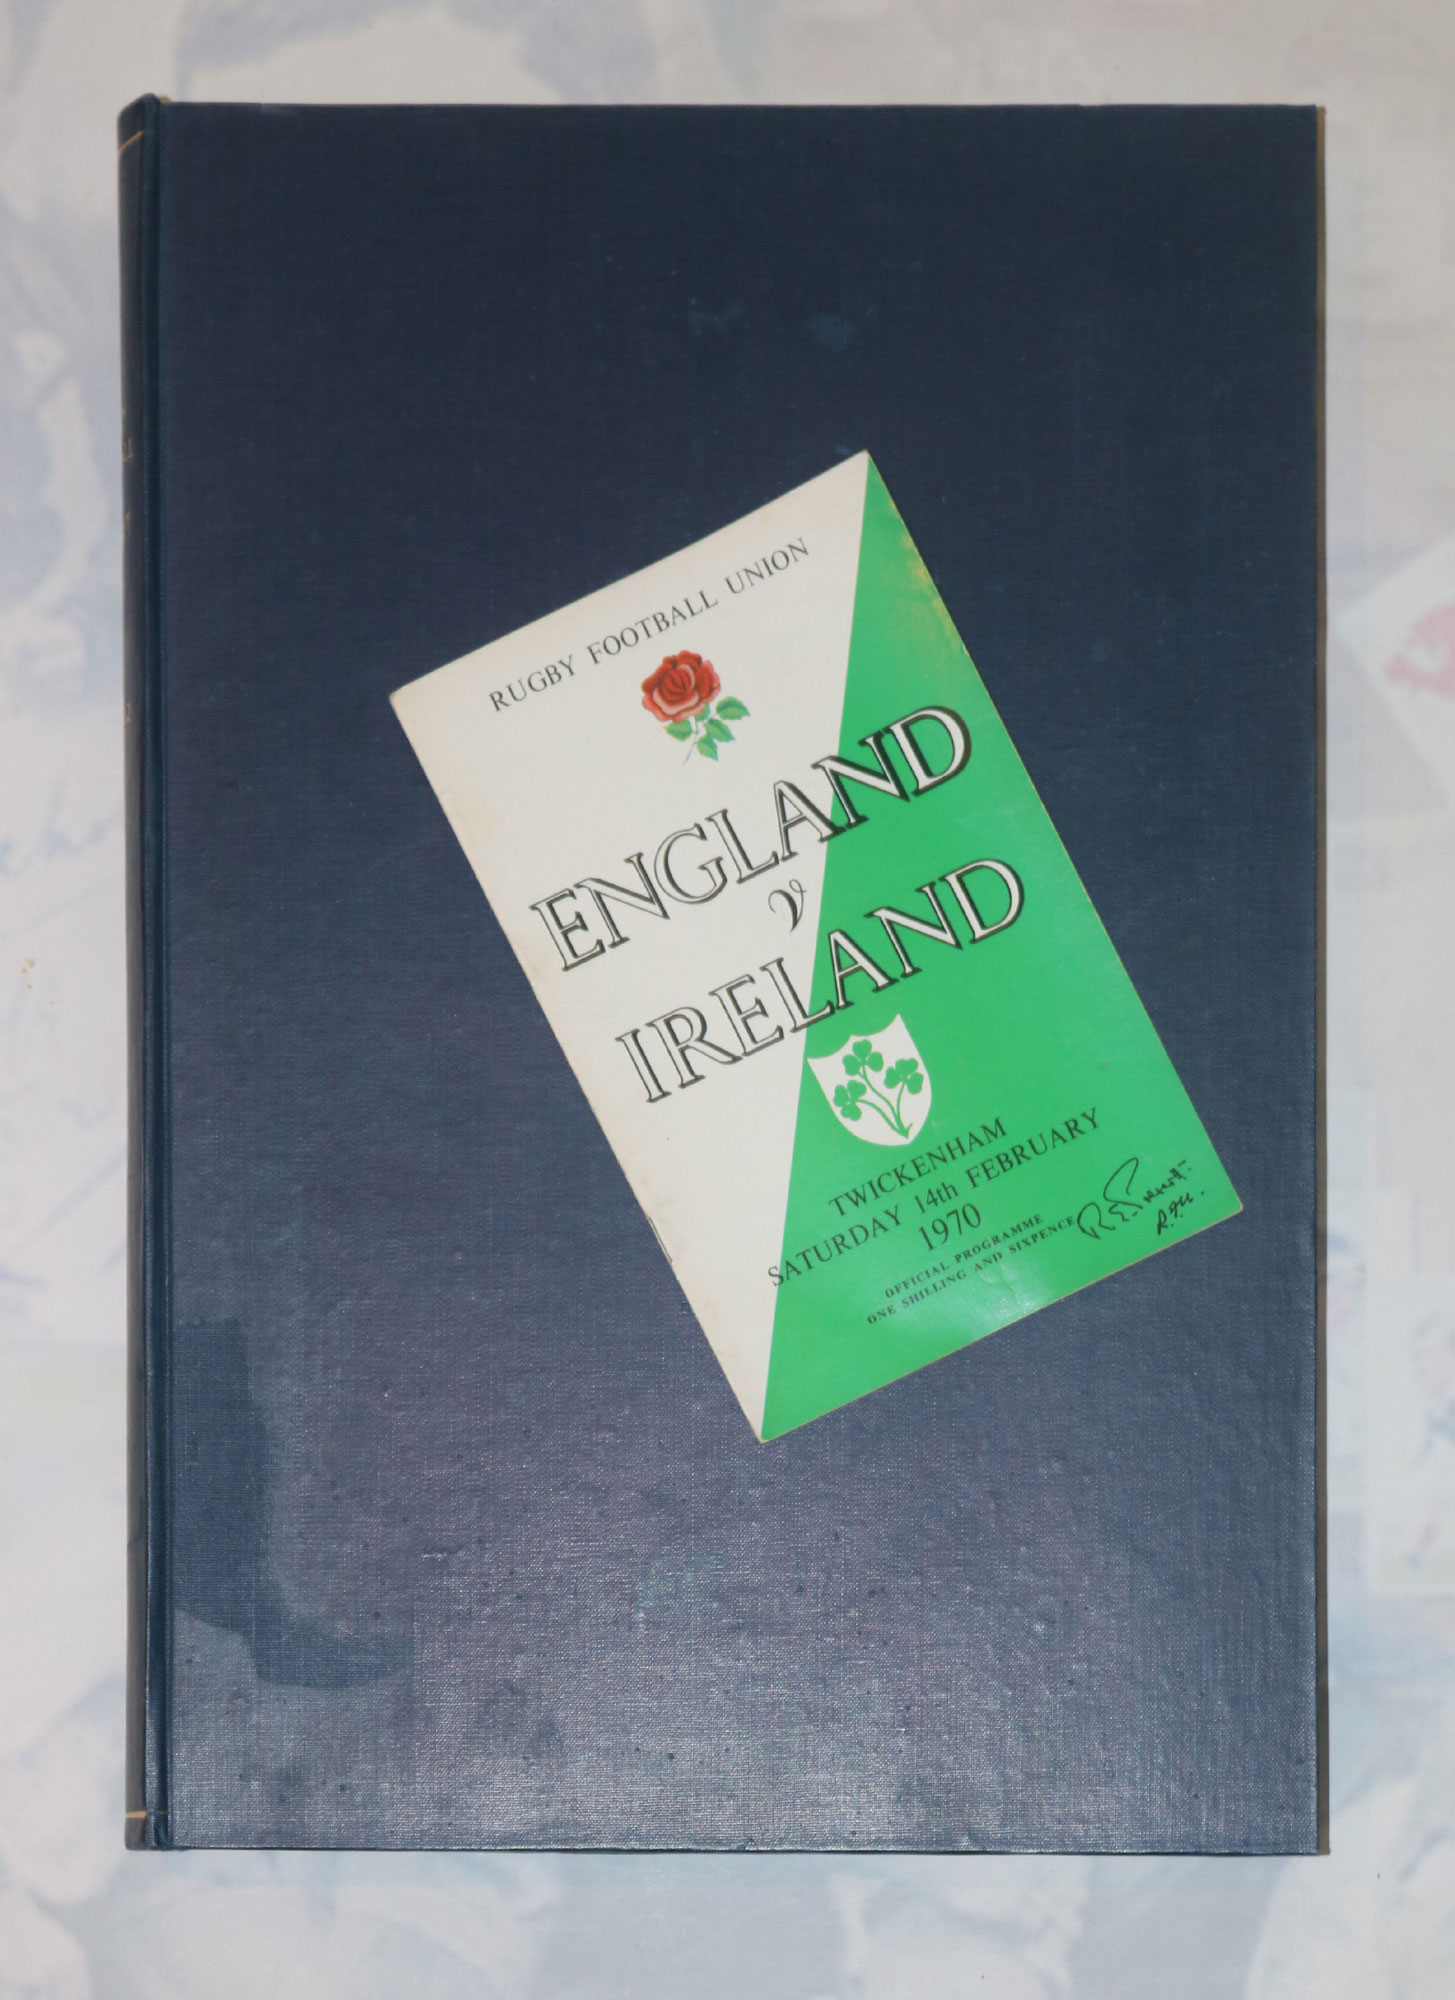 RUGBY FOOTBALL UNION
ENGLAND
v
IRELAND
TWICKENHAM
SATURDAY 14th FEBRUARY
1970
OFFICIAL PROGRAMME
ONE SHILLING AND SIXPENCE